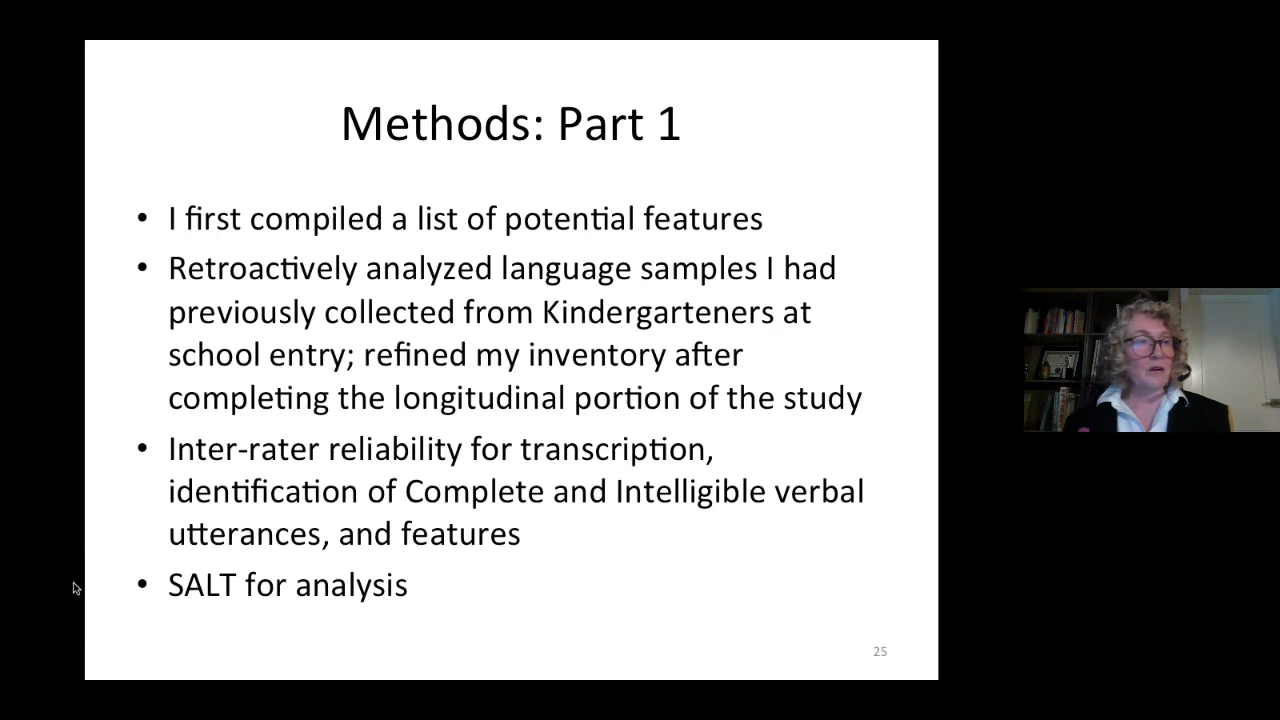 Methods: Part 1
• I first compiled a list of potential features
• Retroactively analyzed language samples I had
previously collected from Kindergarteners at
school entry; refined my inventory after
completing the longitudinal portion of the study
• Inter-rater reliability for transcription,
identification of Complete and Intelligible verbal
utterances, and features
• SALT for analysis
25